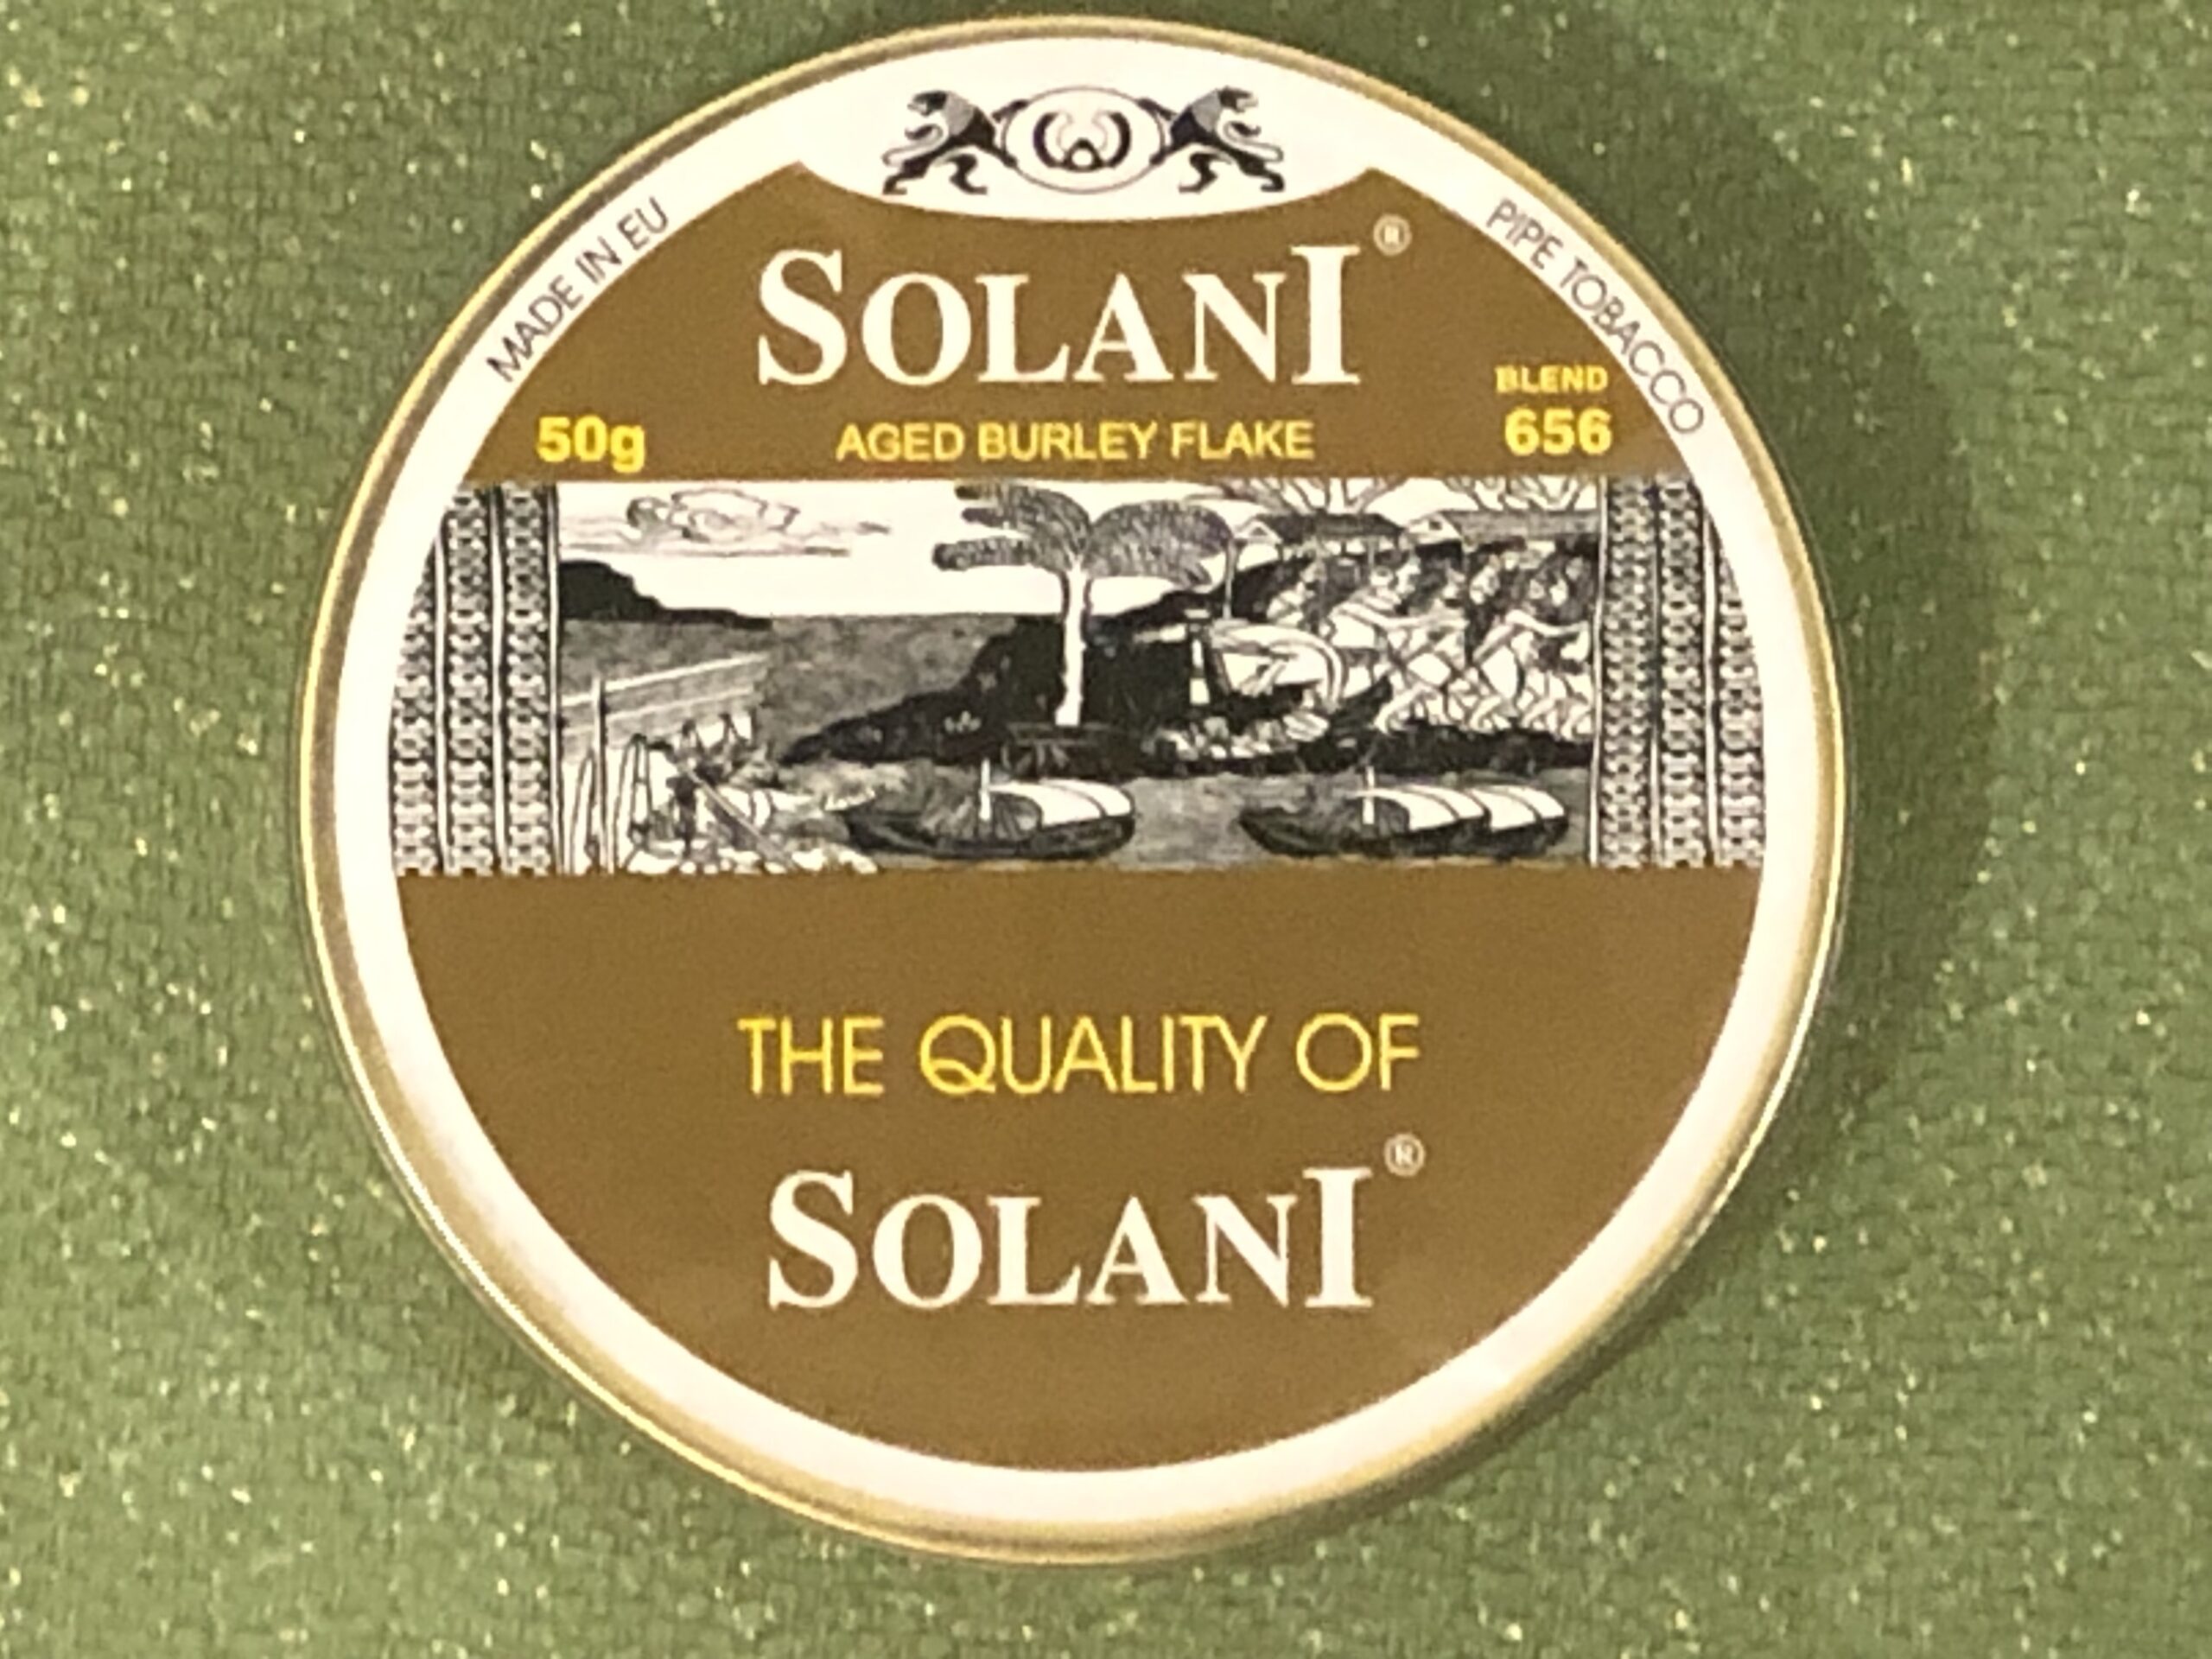 MADE IN EU
PIPE TOBACCO
SOLANI®
BLEND
50g AGED BURLEY FLAKE 656
THE QUALITY OF
SOLANI®